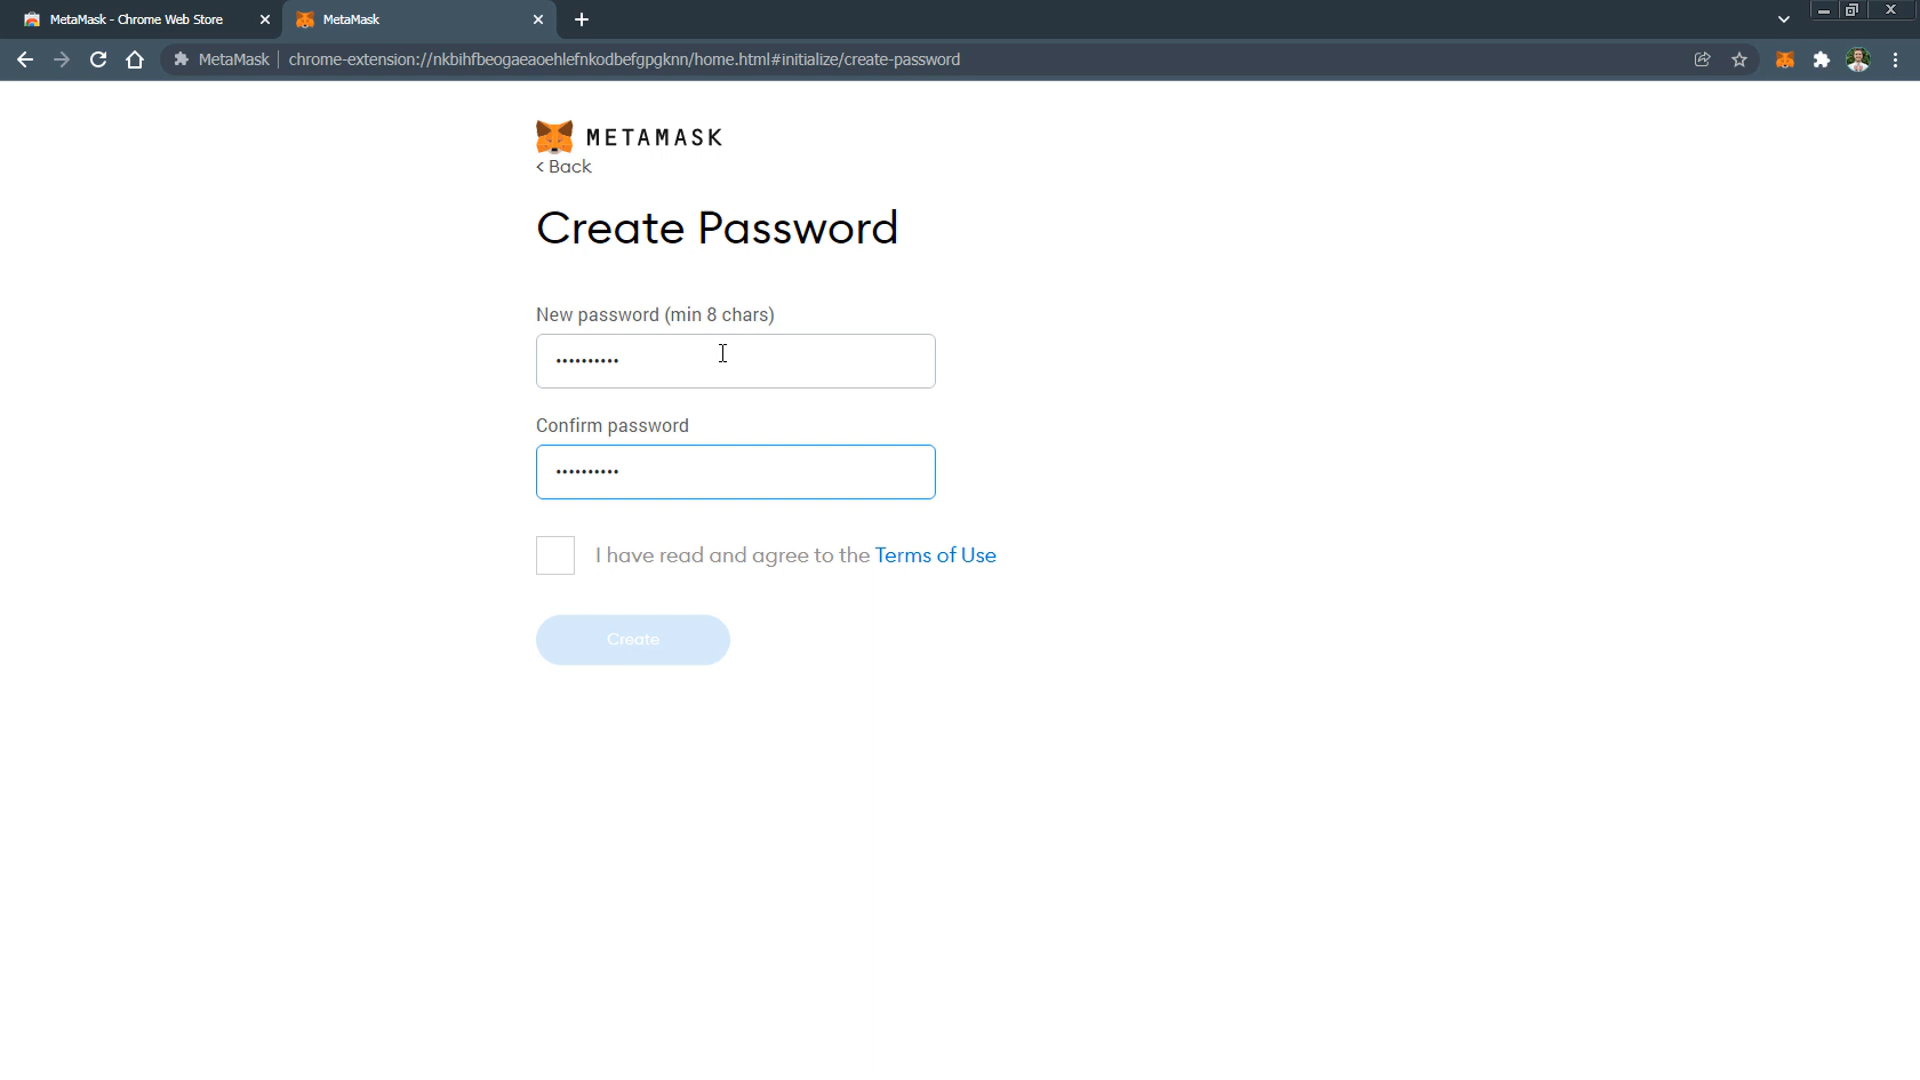 MetaMask - Chrome Web Store
MetaMask
MetaMask
chrome-extension://nkbihfbeogaeaoehlefnkodbefgpgknn/home.html#initialize/create-password
METAMASK
< Back
Create Password
New password (min 8 chars)
••••••••••
Confirm password
••••••••••
I have read and agree to the Terms of Use
Create